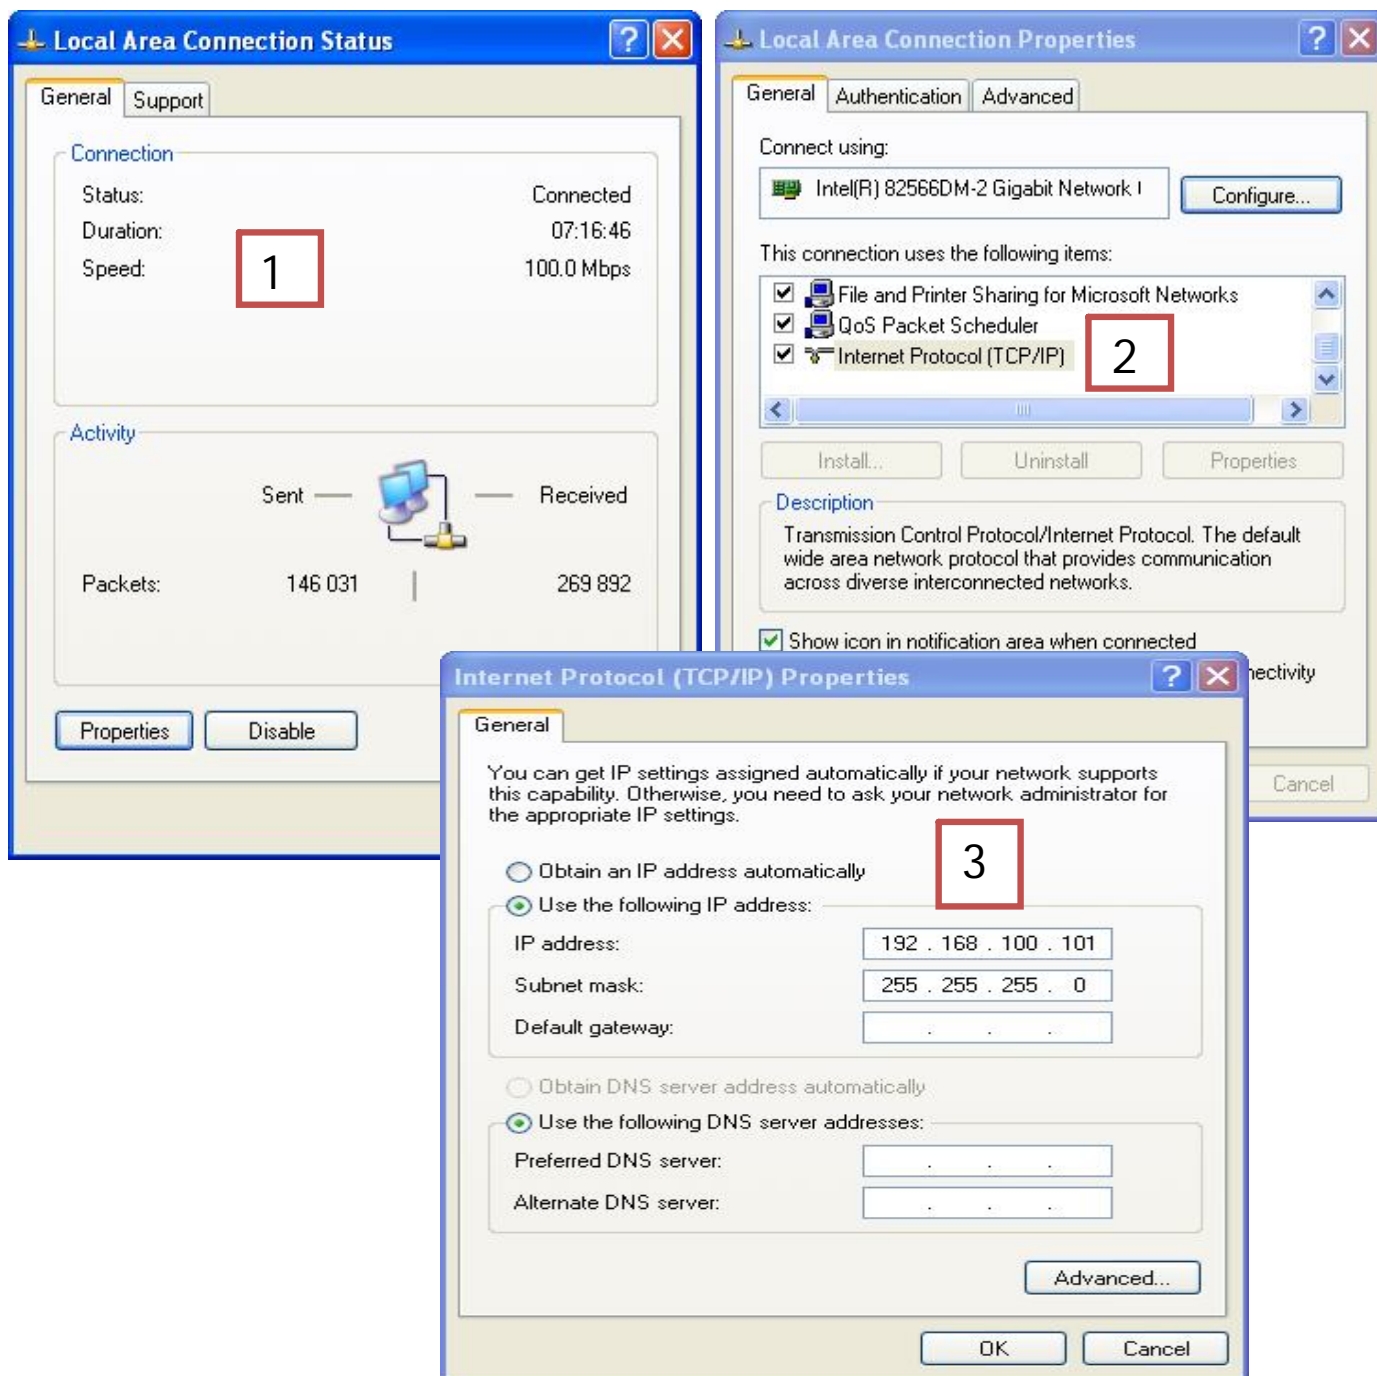 Local Area Connection Status
General Support
Connection
Status: Connected
Duration: 07:16:46
Speed: 100.0 Mbps
1
Activity
Sent Received
Packets: 146 031 269 892
Properties Disable
Local Area Connection Properties
General Authentication Advanced
Connect using:
Intel(R) 82566DM-2 Gigabit Network
Configure...
This connection uses the following items:
File and Printer Sharing for Microsoft Networks
QoS Packet Scheduler
Internet Protocol (TCP/IP)
2
Install... Uninstall Properties
Description
Transmission Control Protocol/Internet Protocol. The default
wide area network protocol that provides communication
across diverse interconnected networks.
Show icon in notification area when connected
Cancel
Internet Protocol (TCP/IP) Properties
General
You can get IP settings assigned automatically if your network supports
this capability. Otherwise, you need to ask your network administrator for
the appropriate IP settings.
3
Obtain an IP address automatically
Use the following IP address:
IP address: 192 . 168 . 100 . 101
Subnet mask: 255 . 255 . 255 . 0
Default gateway: . . .
Obtain DNS server address automatically
Use the following DNS server addresses:
Preferred DNS server: . . .
Alternate DNS server: . . .
Advanced...
OK Cancel